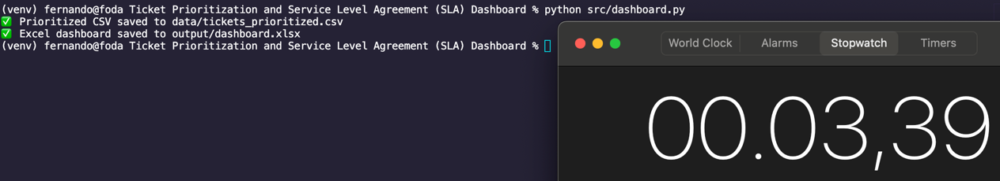 (venv) fernando@foda Ticket Prioritization and Service Level Agreement (SLA) Dashboard % python src/dashboard.py
✅ Prioritized CSV saved to data/tickets_prioritized.csv
✅ Excel dashboard saved to output/dashboard.xlsx
(venv) fernando@foda Ticket Prioritization and Service Level Agreement (SLA) Dashboard %
World Clock Alarms Stopwatch Timers
00.03,39